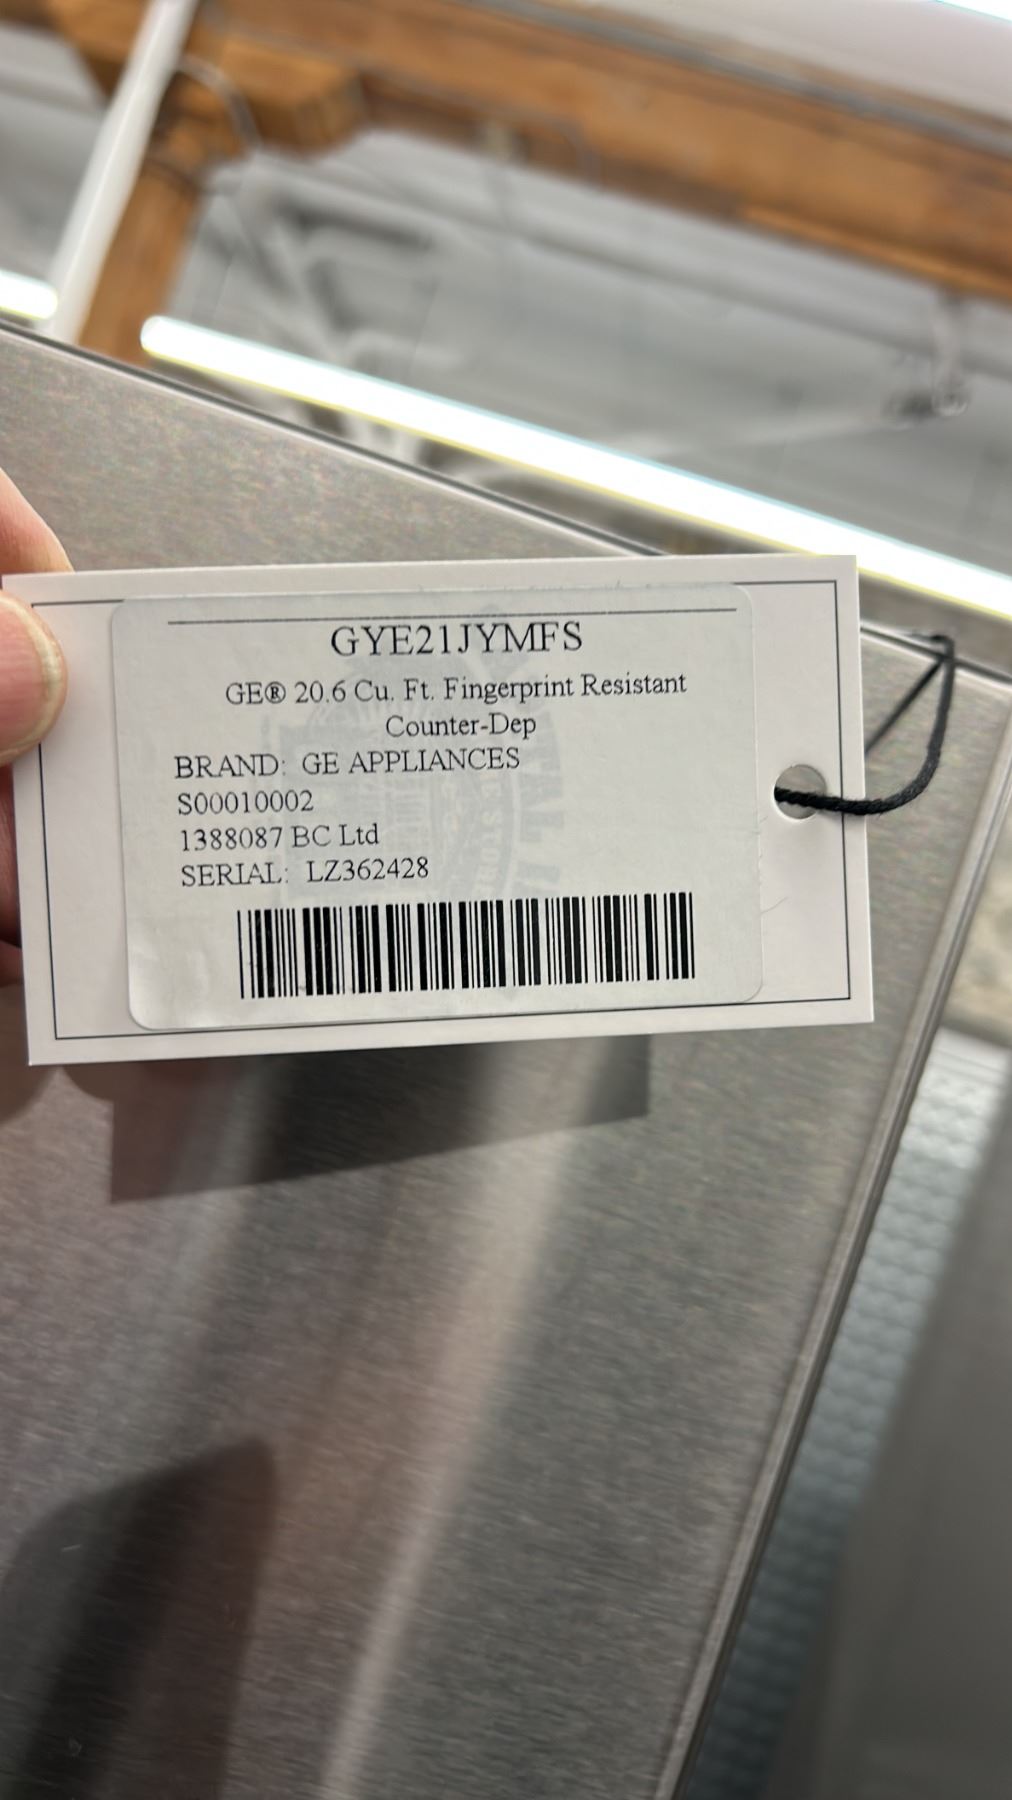 GYE21JYMFS
GE® 20.6 Cu. Ft. Fingerprint Resistant
Counter-Dep
BRAND: GE APPLIANCES
S00010002
1388087 BC Ltd
SERIAL: LZ362428